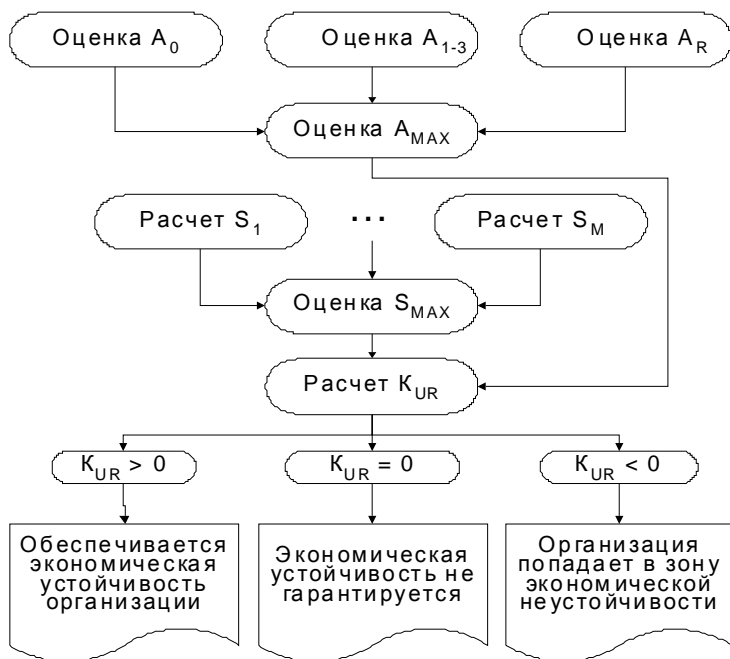 Оценка A0
Оценка A1-3
Оценка AR
Оценка AMAX
Расчет S1
...
Расчет SM
Оценка SMAX
Расчет KUR
KUR > 0
KUR = 0
KUR < 0
Обеспечивается
экономическая
устойчивость
организации
Экономическая
устойчивость не
гарантируется
Организация
попадает в зону
экономической
неустойчивости